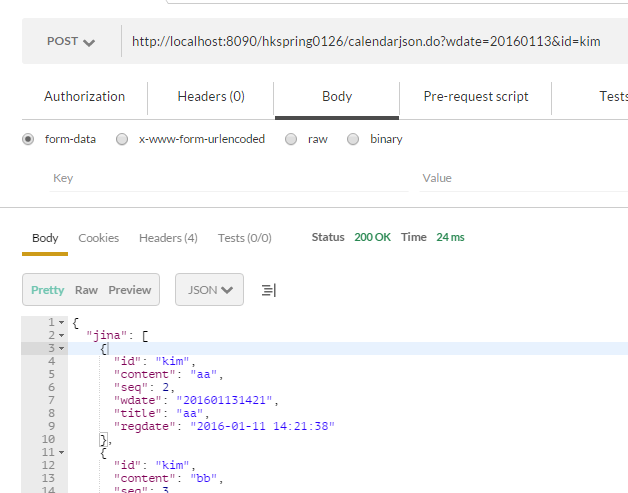 POST http://localhost:8090/hkspring0126/calendarjson.do?wdate=20160113&id=kim
Authorization Headers (0) Body Pre-request script Tests
form-data x-www-form-urlencoded raw binary
Key Value
Body Cookies Headers (4) Tests (0/0) Status 200 OK Time 24 ms
Pretty Raw Preview JSON
1 {
2 "jina": [
3 {
4 "id": "kim",
5 "content": "aa",
6 "seq": 2,
7 "wdate": "201601131421",
8 "title": "aa",
9 "regdate": "2016-01-11 14:21:38"
10 },
11 {
12 "id": "kim",
13 "content": "bb",
14 "seq": 3,